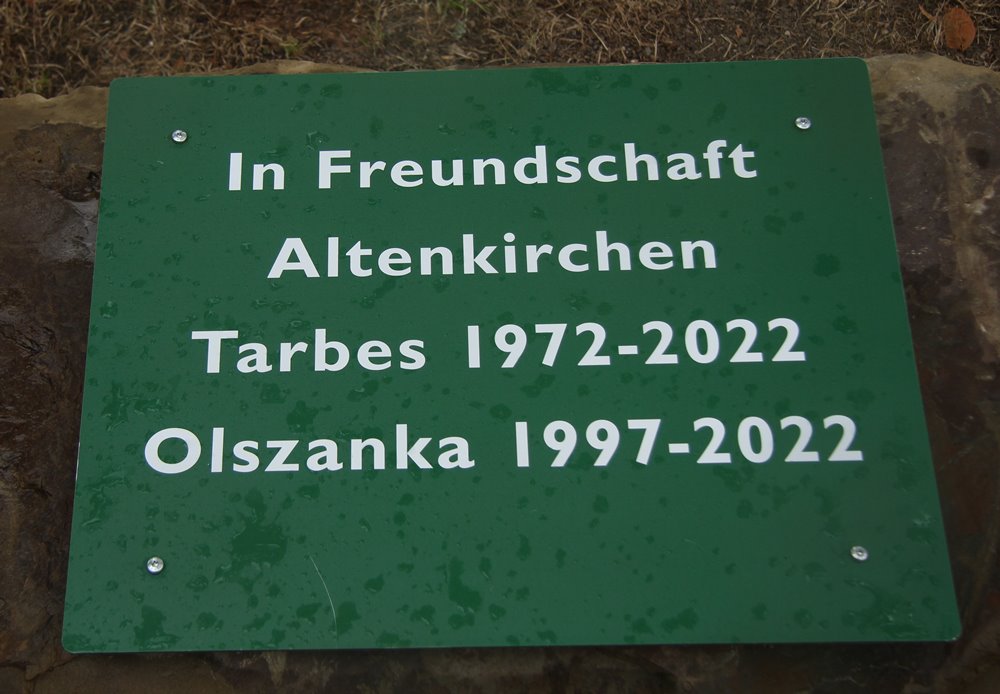 In Freundschaft
Altenkirchen
Tarbes 1972-2022
Olszanka 1997-2022